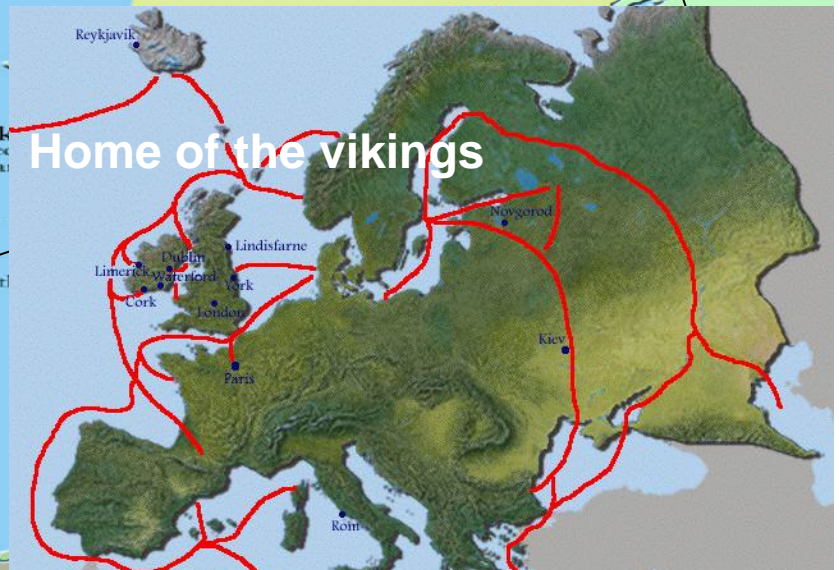 Reykjavik
Home of the vikings
Novgorod
Lindisfarne
Dublin
Limerick
Waterford
York
Cork
London
Kiev
Paris
Rom